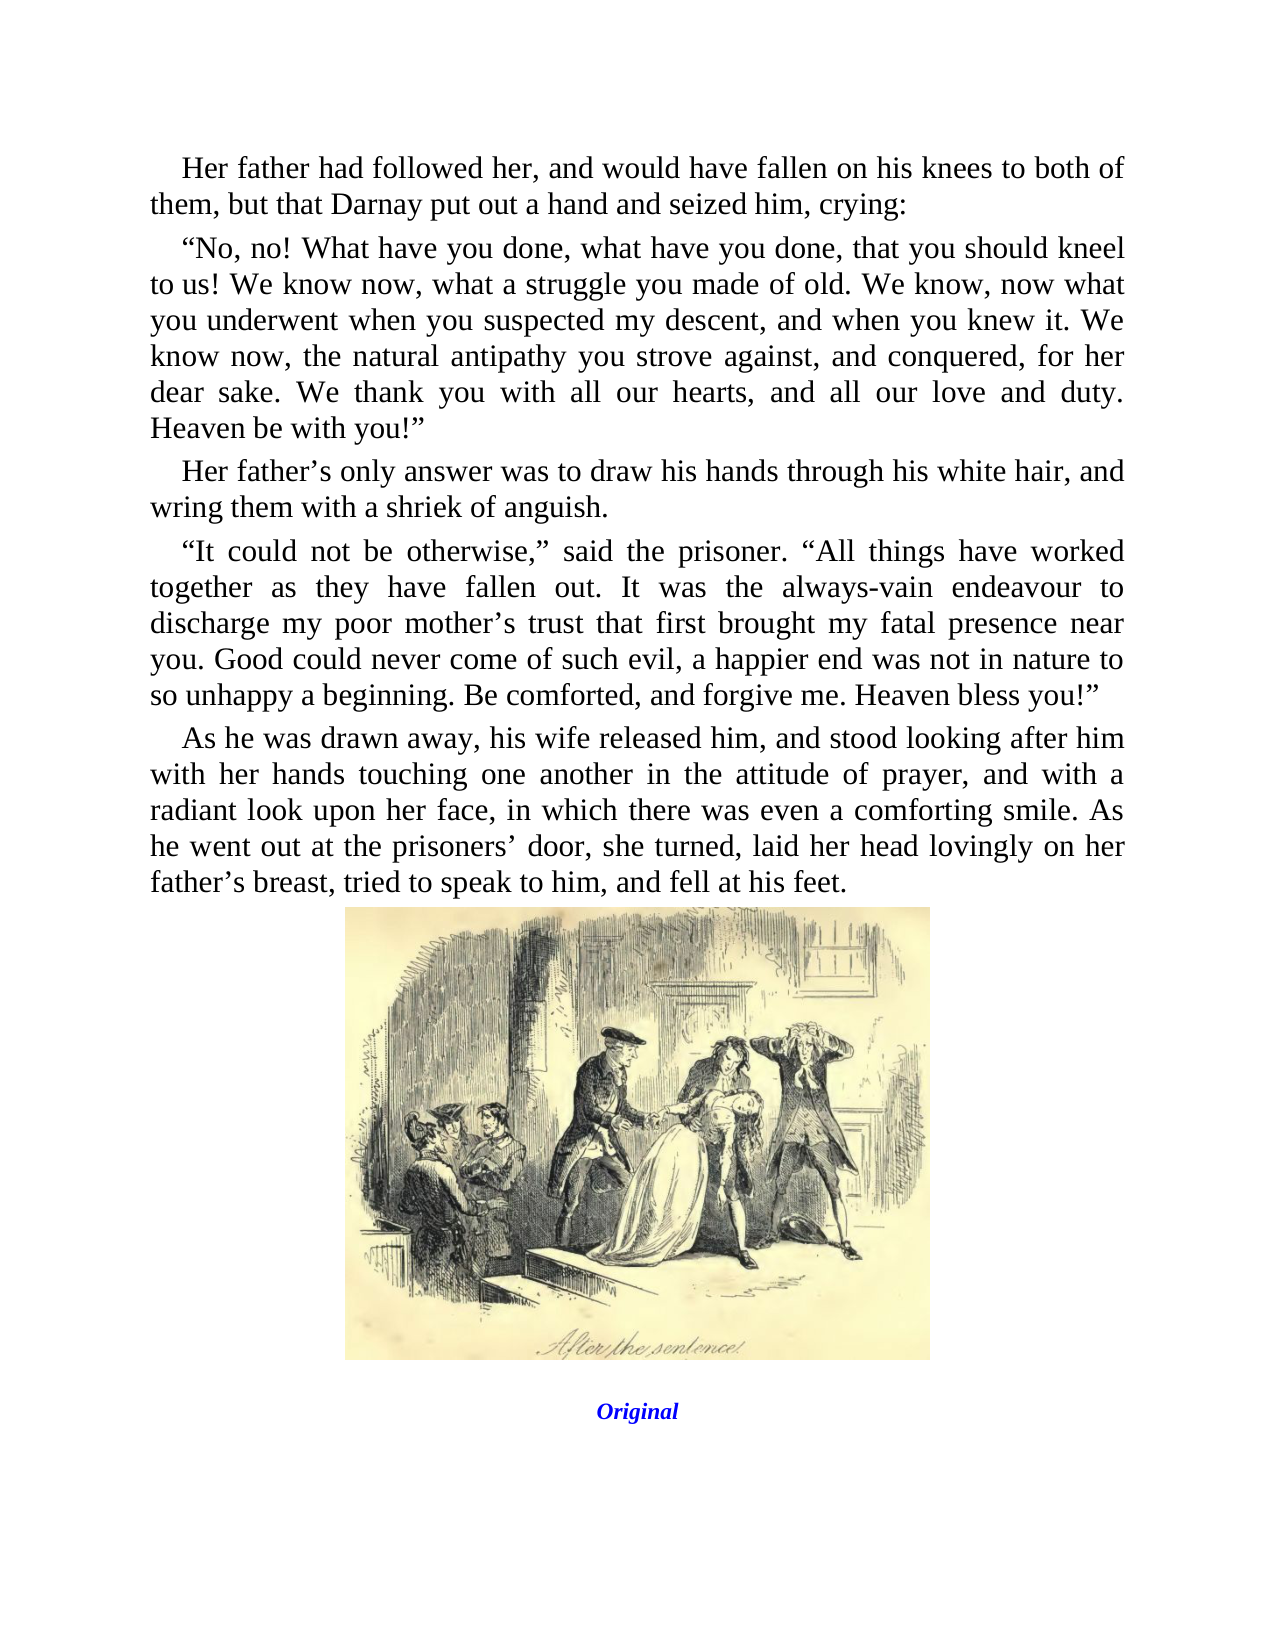 Her father had followed her, and would have fallen on his knees to both of
them, but that Darnay put out a hand and seized him, crying:
“No, no! What have you done, what have you done, that you should kneel
to us! We know now, what a struggle you made of old. We know, now what
you underwent when you suspected my descent, and when you knew it. We
know now, the natural antipathy you strove against, and conquered, for her
dear sake. We thank you with all our hearts, and all our love and duty.
Heaven be with you!”
Her father’s only answer was to draw his hands through his white hair, and
wring them with a shriek of anguish.
“It could not be otherwise,” said the prisoner. “All things have worked
together as they have fallen out. It was the always-vain endeavour to
discharge my poor mother’s trust that first brought my fatal presence near
you. Good could never come of such evil, a happier end was not in nature to
so unhappy a beginning. Be comforted, and forgive me. Heaven bless you!”
As he was drawn away, his wife released him, and stood looking after him
with her hands touching one another in the attitude of prayer, and with a
radiant look upon her face, in which there was even a comforting smile. As
he went out at the prisoners’ door, she turned, laid her head lovingly on her
father’s breast, tried to speak to him, and fell at his feet.
After the sentence.
Original